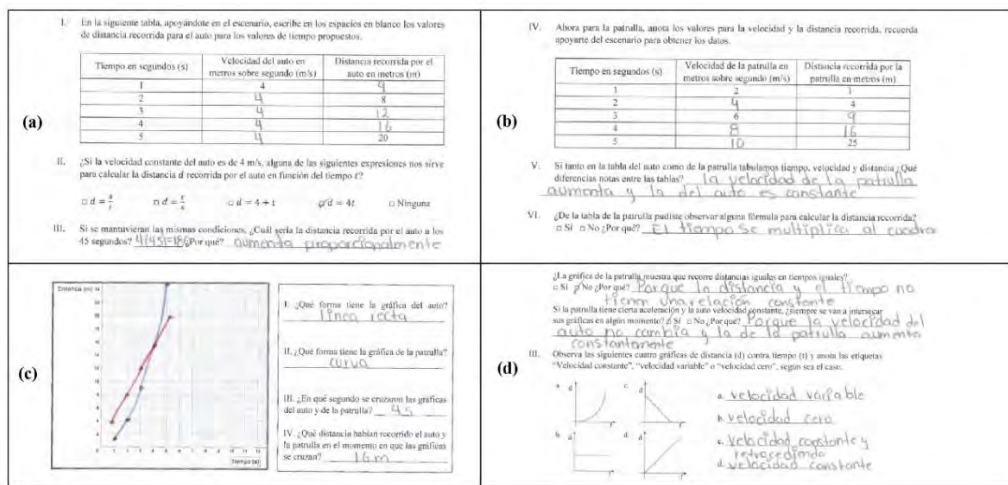 (a)
I. En la siguiente tabla, apoyándote en el escenario, escribe en los espacios en blanco los valores
de distancia recorrida para el auto para los valores de tiempo propuestos.
Tiempo en segundos (s) Velocidad del auto en metros sobre segundo (m/s) Distancia recorrida por el auto en metros (m)
1 4 4
2 4 8
3 4 12
4 4 16
5 4 20
II. ¿Si la velocidad constante del auto es de 4 m/s, alguna de las siguientes expresiones nos sirve
para calcular la distancia d recorrida por el auto en función del tiempo t?
□ d = 4/t □ d = t/4 □ d = 4 + t d = 4t □ Ninguna
III. Si se mantuvieran las mismas condiciones, ¿Cuál sería la distancia recorrida por el auto a los
45 segundos? 4(45)=180 ¿Por qué? aumenta proporcionalmente
(b)
IV. Ahora para la patrulla, anota los valores para la velocidad y la distancia recorrida, recuerda
apoyarte del escenario para obtener los datos.
Tiempo en segundos (s) Velocidad de la patrulla en metros sobre segundo (m/s) Distancia recorrida por la patrulla en metros (m)
1 2 1
2 4 4
3 6 9
4 8 16
5 10 25
V. Si tanto en la tabla del auto como de la patrulla tabulamos tiempo, velocidad y distancia ¿Qué
diferencias notas entre las tablas? la velocidad de la patrulla
aumenta y la del auto es constante
VI. ¿De la tabla de la patrulla pudiste observar alguna fórmula para calcular la distancia recorrida?
□ Sí □ No ¿Por qué? El tiempo se multiplica al cuadra
(c)
Distancia (m)
Tiempo (s)
I. ¿Qué forma tiene la gráfica del auto?
línea recta
II. ¿Qué forma tiene la gráfica de la patrulla?
curva
III. ¿En qué segundo se cruzaron las gráficas
del auto y de la patrulla? 4s
IV. ¿Qué distancia habían recorrido el auto y
la patrulla en el momento en que las gráficas
se cruzan? 16m
(d)
¿La gráfica de la patrulla muestra que recorre distancias iguales en tiempos iguales?
□ Sí No ¿Por qué? Porque la distancia y el tiempo no
tienen una relación constante
Si la patrulla tiene cierta aceleración y la auto velocidad constante, ¿siempre se van a intersecar
sus gráficas en algún momento? Sí □ No ¿Por qué? Porque la velocidad del
auto no cambia y la de la patrulla aumenta
constantemente
III. Observa las siguientes cuatro gráficas de distancia (d) contra tiempo (t) y anota las etiquetas
“Velocidad constante”, “velocidad variable” o “velocidad cero”, según sea el caso.
a. d t c. d t
b. d t d. d t
a. velocidad variable
b. velocidad cero
c. velocidad constante y
retrocediendo
d. velocidad constante